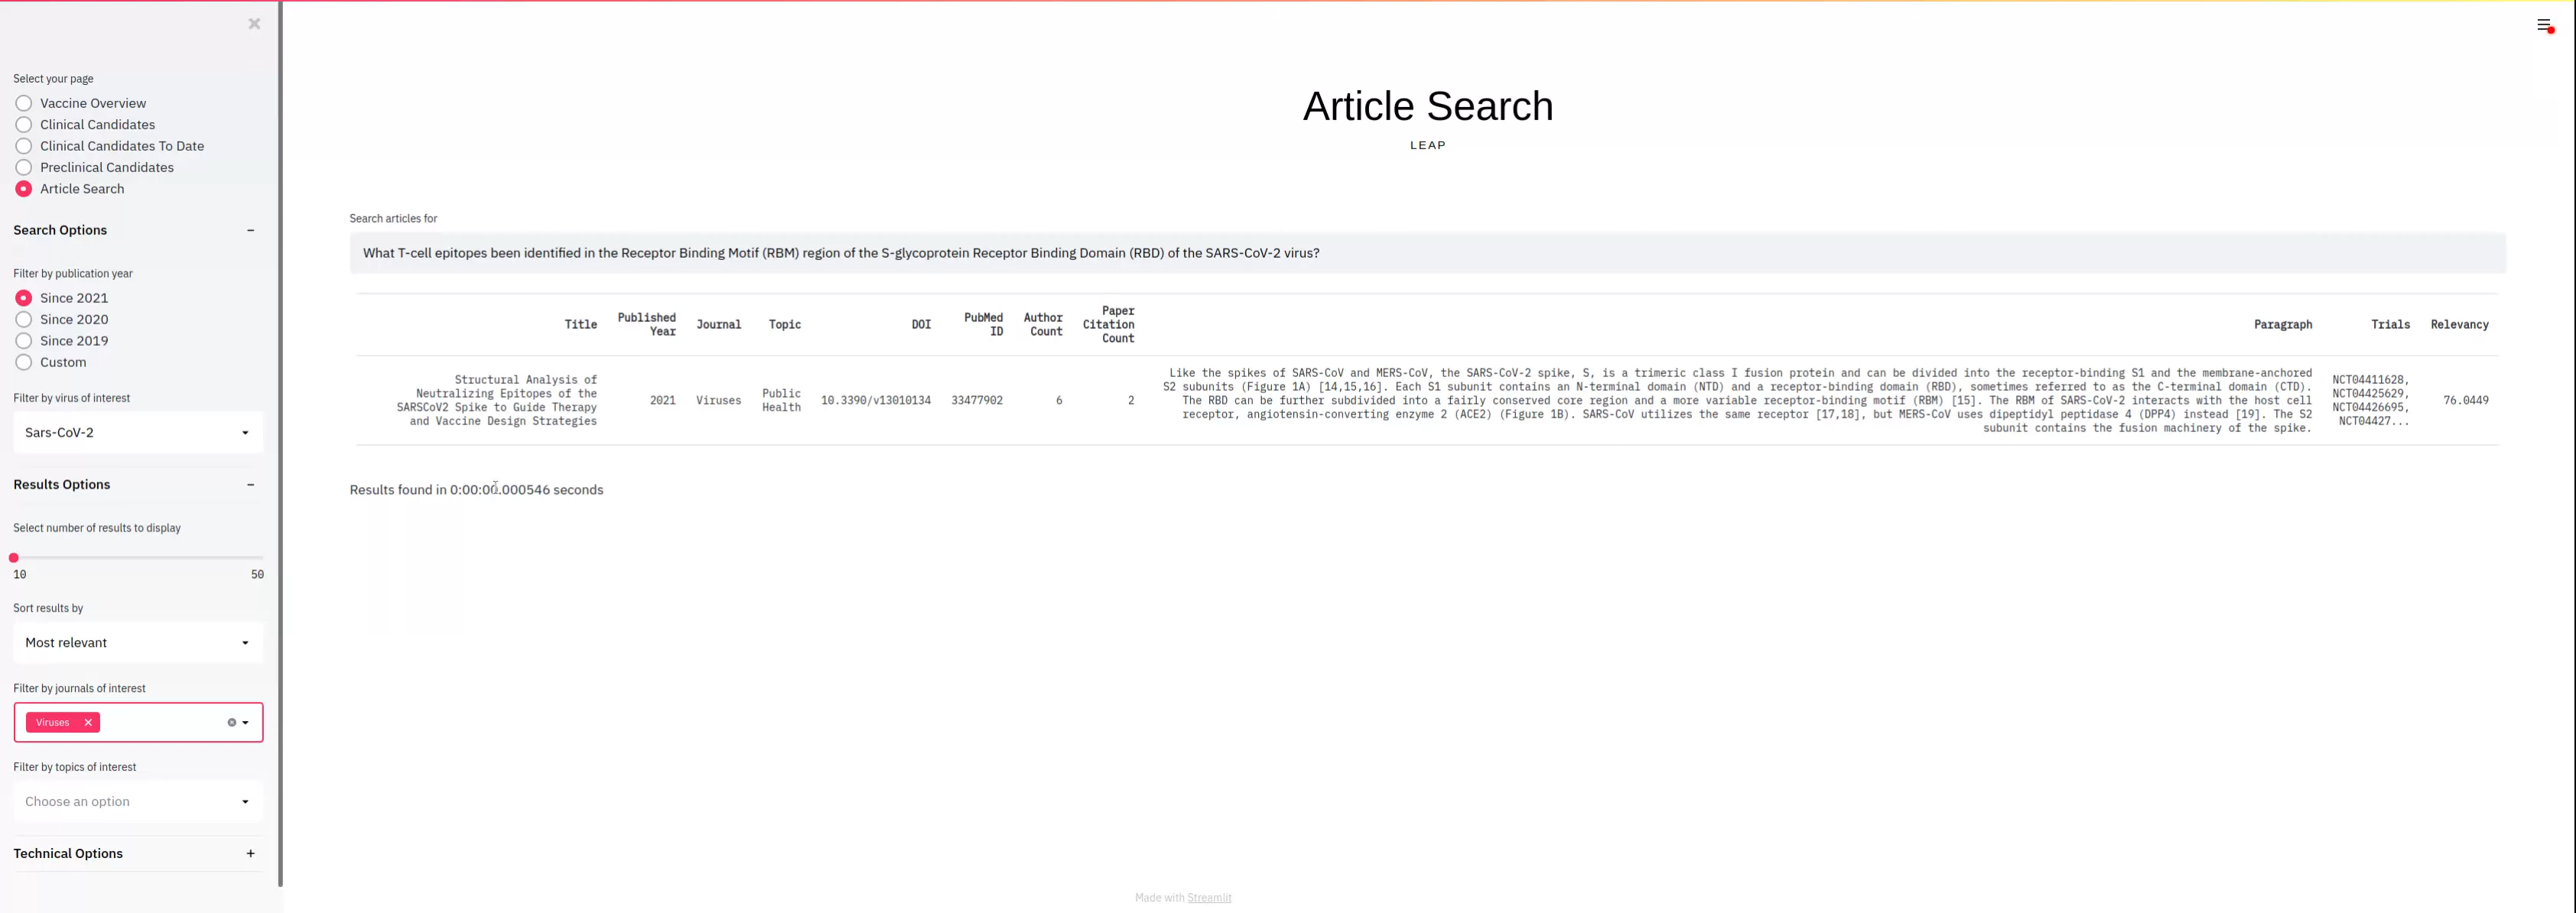 Select your page
Vaccine Overview
Clinical Candidates
Clinical Candidates To Date
Preclinical Candidates
Article Search
Search Options
Filter by publication year
Since 2021
Since 2020
Since 2019
Custom
Filter by virus of interest
Sars-CoV-2
Results Options
Select number of results to display
10 50
Sort results by
Most relevant
Filter by journals of interest
Viruses
Filter by topics of interest
Choose an option
Technical Options
Article Search
LEAP
Search articles for
What T-cell epitopes been identified in the Receptor Binding Motif (RBM) region of the S-glycoprotein Receptor Binding Domain (RBD) of the SARS-CoV-2 virus?
Title
Published
Year
Journal
Topic
DOI
PubMed
ID
Author
Count
Paper
Citation
Count
Paragraph
Trials
Relevancy
Structural Analysis of
Neutralizing Epitopes of the
SARSCoV2 Spike to Guide Therapy
and Vaccine Design Strategies
2021
Viruses
Public
Health
10.3390/v13010134
33477902
6
2
Like the spikes of SARS-CoV and MERS-CoV, the SARS-CoV-2 spike, S, is a trimeric class I fusion protein and can be divided into the receptor-binding S1 and the membrane-anchored
S2 subunits (Figure 1A) [14,15,16]. Each S1 subunit contains an N-terminal domain (NTD) and a receptor-binding domain (RBD), sometimes referred to as the C-terminal domain (CTD).
The RBD can be further subdivided into a fairly conserved core region and a more variable receptor-binding motif (RBM) [15]. The RBM of SARS-CoV-2 interacts with the host cell
receptor, angiotensin-converting enzyme 2 (ACE2) (Figure 1B). SARS-CoV utilizes the same receptor [17,18], but MERS-CoV uses dipeptidyl peptidase 4 (DPP4) instead [19]. The S2
subunit contains the fusion machinery of the spike.
NCT04411628,
NCT04425629,
NCT04426695,
NCT04427...
76.0449
Results found in 0:00:00.000546 seconds
Made with Streamlit